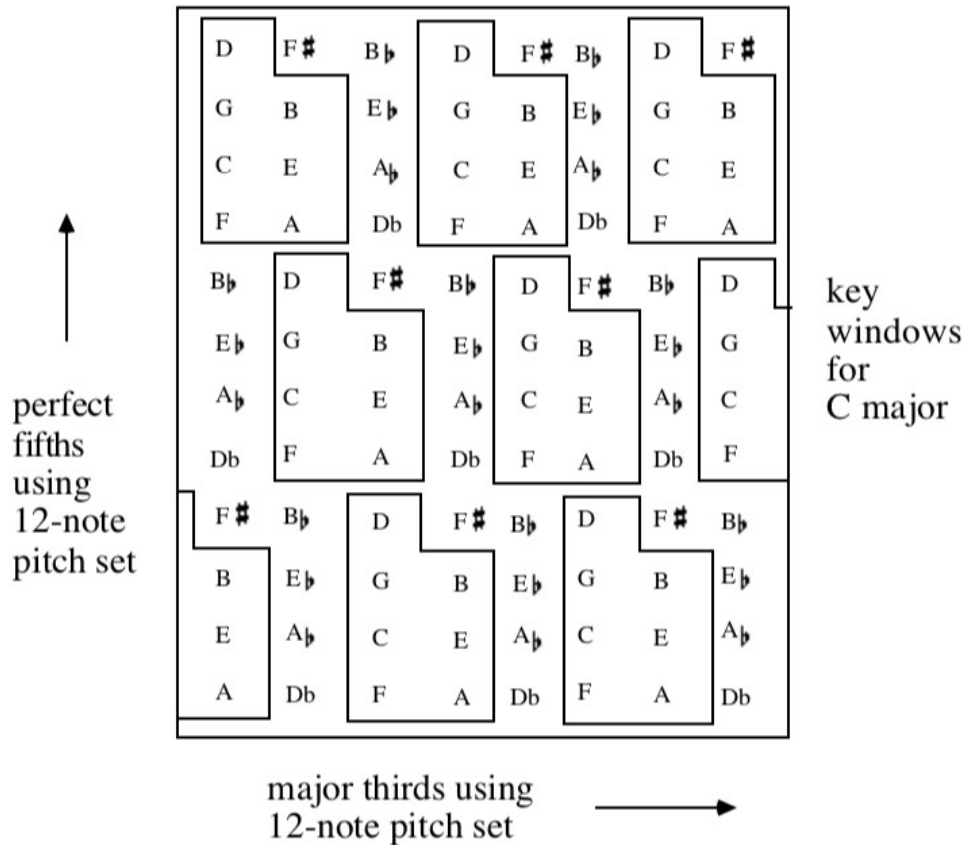 D F♯ B♭ D F♯ B♭ D F♯
G B E♭ G B E♭ G B
C E A♭ C E A♭ C E
F A Db F A Db F A
B♭ D F♯ B♭ D F♯ B♭ D
E♭ G B E♭ G B E♭ G
A♭ C E A♭ C E A♭ C
Db F A Db F A Db F
F♯ B♭ D F♯ B♭ D F♯ B♭
B E♭ G B E♭ G B E♭
E A♭ C E A♭ C E A♭
A Db F A Db F A Db
perfect
fifths
using
12-note
pitch set
key
windows
for
C major
major thirds using
12-note pitch set